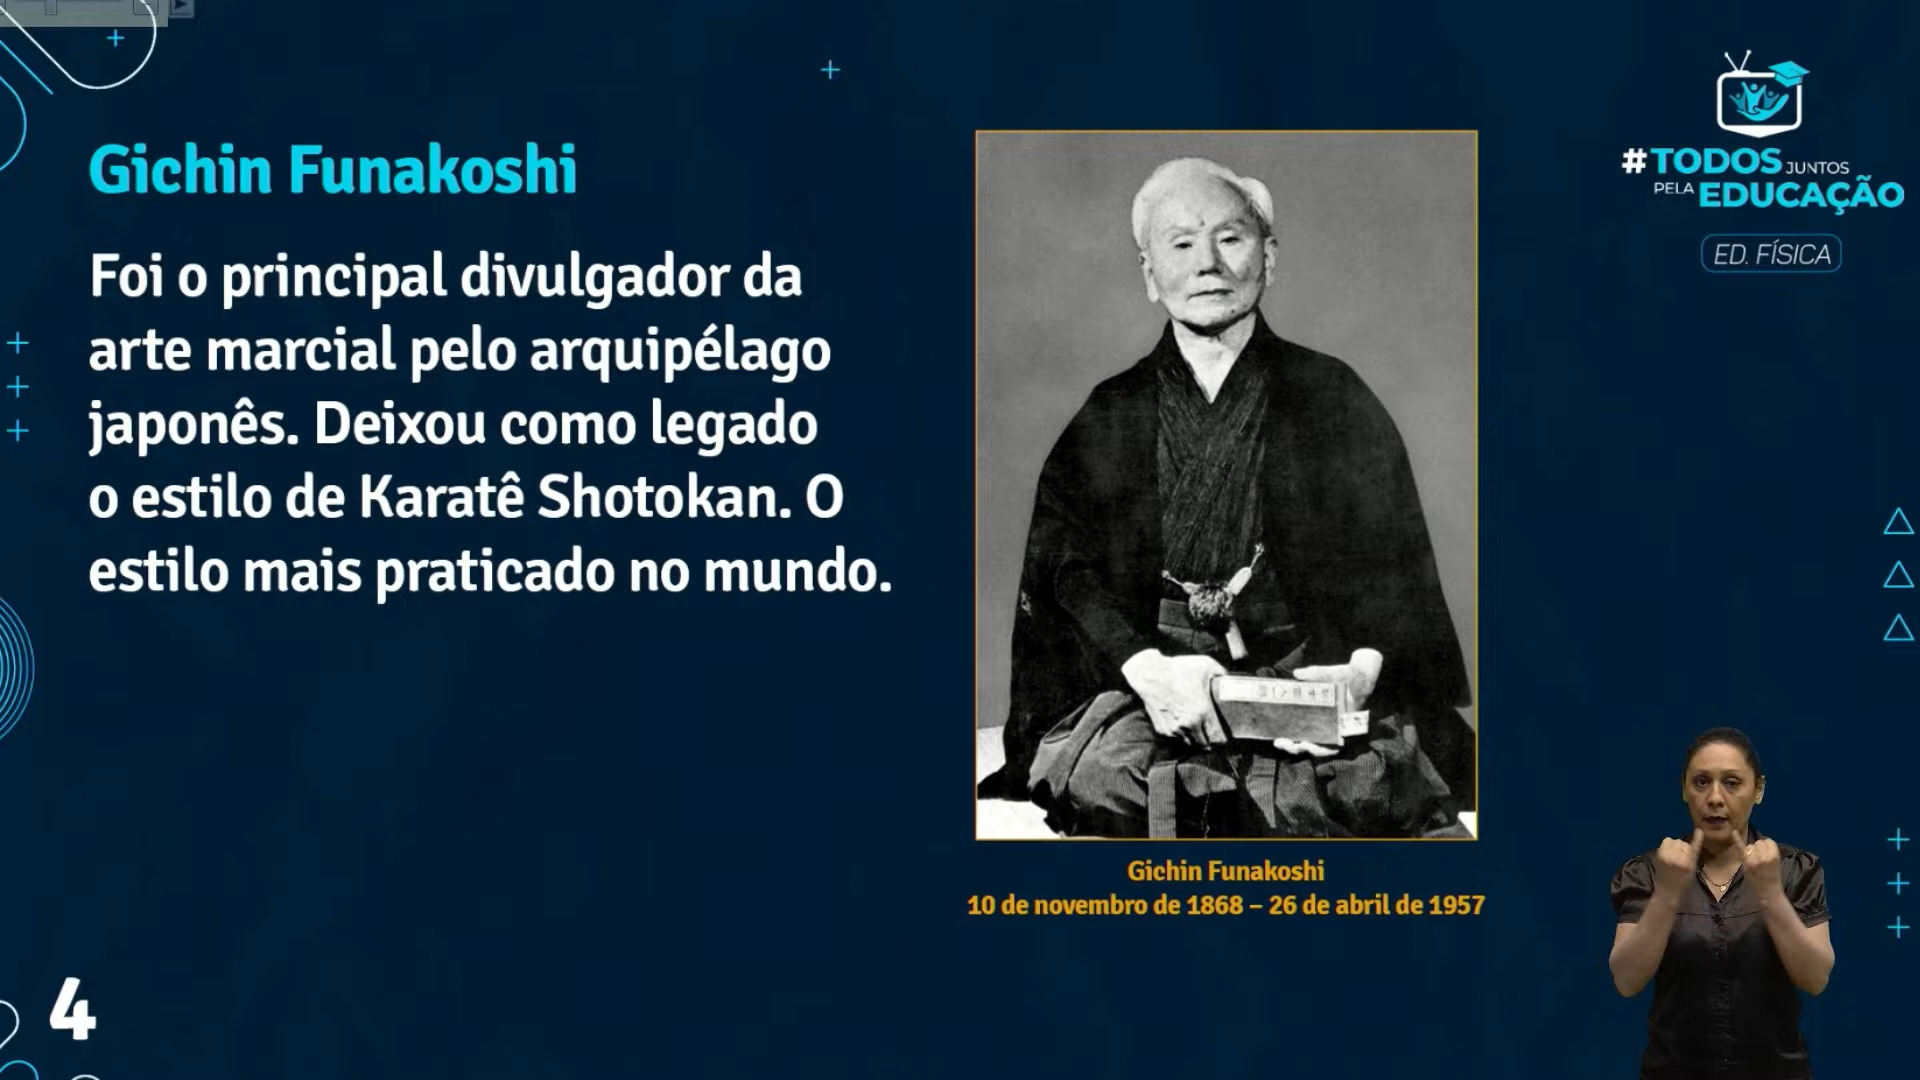 Gichin Funakoshi
Foi o principal divulgador da
arte marcial pelo arquipélago
japonês. Deixou como legado
o estilo de Karatê Shotokan. O
estilo mais praticado no mundo.
#TODOS JUNTOS
PELA EDUCAÇÃO
ED. FÍSICA
Gichin Funakoshi
10 de novembro de 1868 – 26 de abril de 1957
4